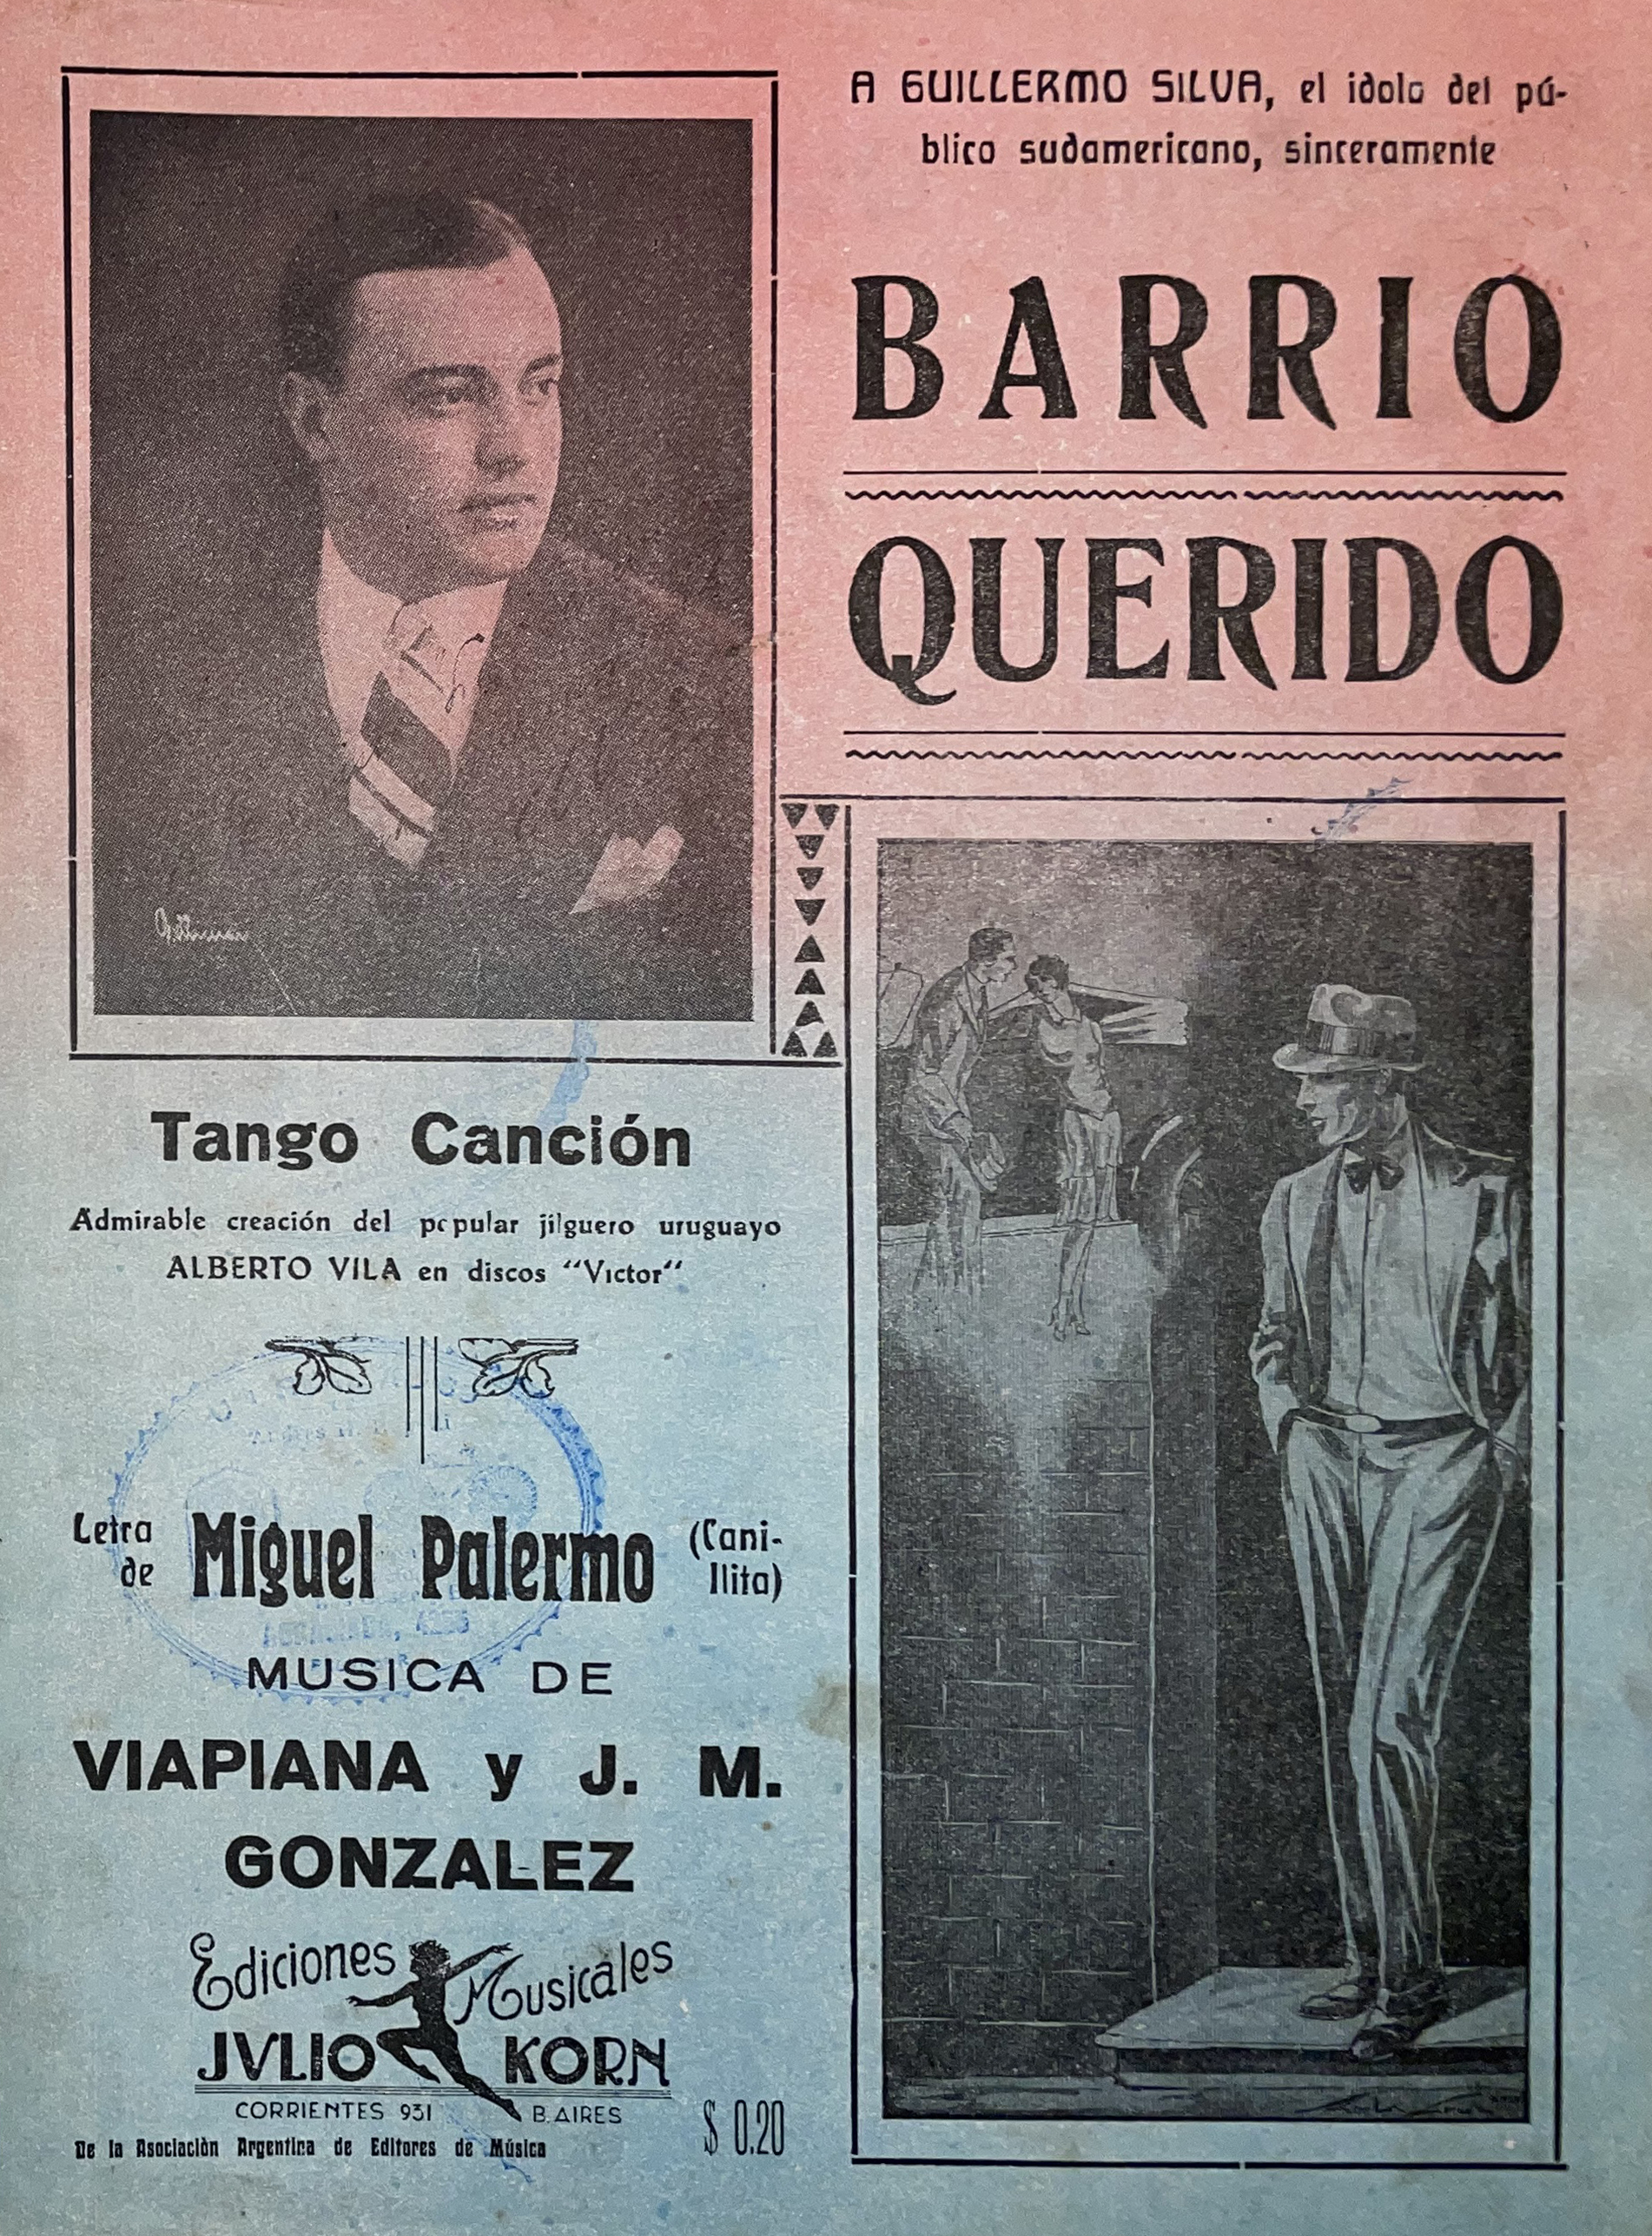 A GUILLERMO SILVA, el idolo del pú-
blico sudamericano, sinceramente
BARRIO
QUERIDO
Tango Canción
Admirable creación del popular jilguero uruguayo
ALBERTO VILA en discos “Victor“
Letra de Miguel Palermo (Cani-
llita)
MUSICA DE
VIAPIANA y J. M.
GONZALEZ
Ediciones Musicales
JVLIO KORN
CORRIENTES 931 B. AIRES
$ 0.20
De la Asociaciòn Argentina de Editores de Música